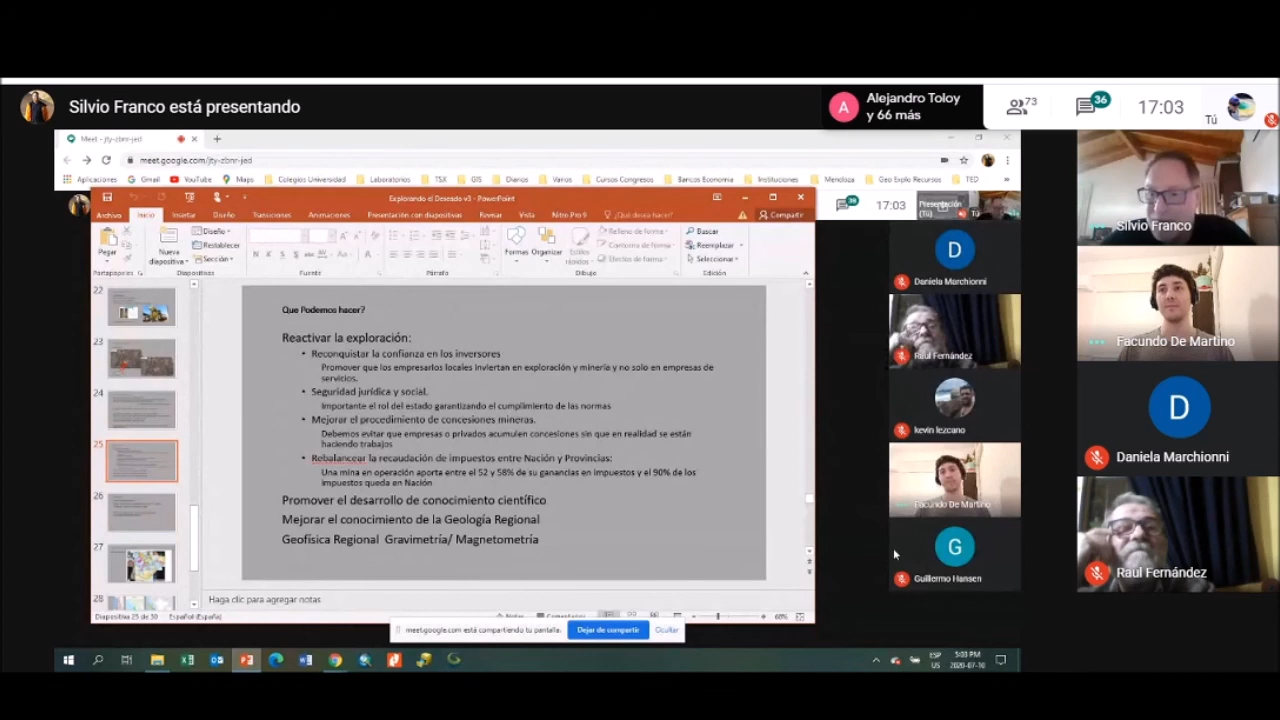 Silvio Franco está presentando
Alejandro Toloy
y 66 más
73
36
17:03
Tú
Meet - jty-zbnr-jed
meet.google.com/jty-zbnr-jed
Aplicaciones
Gmail
YouTube
Maps
Colegios Universidad
Laboratorios
TSX
GIS
Diarios
Varios
Cursos Congresos
Bancos Economia
Instituciones
Mendoza
Geo Explo Recursos
TED
Explorando el Deseado v3 - PowerPoint
Archivo
Inicio
Insertar
Diseño
Transiciones
Animaciones
Presentación con diapositivas
Revisar
Vista
Nitro Pro 9
¿Qué desea hacer?
Compartir
Pegar
Portapapeles
Nueva
diapositiva
Diseño
Restablecer
Sección
Diapositivas
Fuente
Párrafo
Formas
Organizar
Estilos
rápidos
Relleno de forma
Contorno de forma
Efectos de forma
Dibujo
Buscar
Reemplazar
Seleccionar
Edición
22
23
24
25
26
27
28
Que Podemos hacer?
Reactivar la exploración:
• Reconquistar la confianza en los inversores
Promover que los empresarios locales inviertan en exploración y minería y no solo en empresas de
servicios.
• Seguridad jurídica y social.
Importante el rol del estado garantizando el cumplimiento de las normas
• Mejorar el procedimiento de concesiones mineras.
Debemos evitar que empresas o privados acumulen concesiones sin que en realidad se están
haciendo trabajos
• Rebalancear la recaudación de impuestos entre Nación y Provincias:
Una mina en operación aporta entre el 52 y 58% de su ganancias en impuestos y el 90% de los
impuestos queda en Nación
Promover el desarrollo de conocimiento científico
Mejorar el conocimiento de la Geología Regional
Geofísica Regional Gravimetría/ Magnetometría
Haga clic para agregar notas
Diapositiva 25 de 30
Español (España)
Notas
Comentarios
60%
meet.google.com está compartiendo tu pantalla.
Dejar de compartir
Ocultar
17:03
Presentación
(Tú)
Tú
D
Daniela Marchionni
Raul Fernández
kevin lezcano
Facundo De Martino
G
Guillermo Hansen
Silvio Franco
Facundo De Martino
D
Daniela Marchionni
Raul Fernández
ESP
US
5:03 PM
2020-07-10